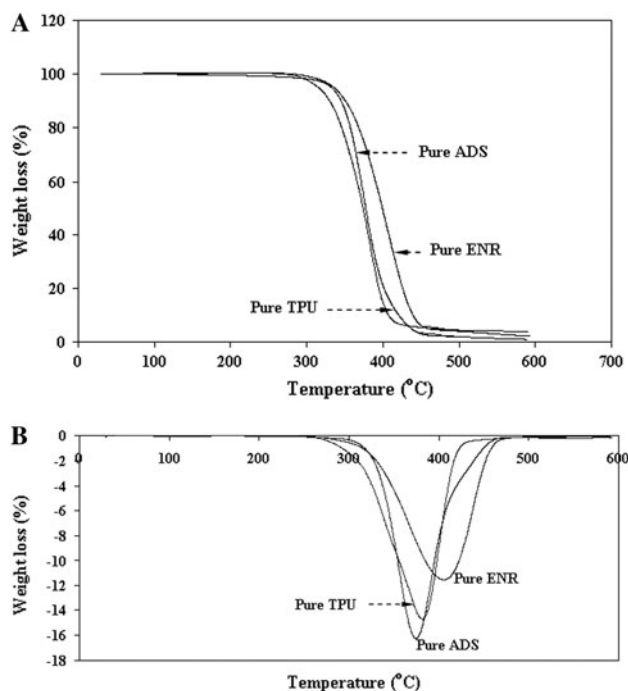 A
120
100
80
60
40
20
0
Weight loss (%)
Pure ADS
Pure ENR
Pure TPU
0 100 200 300 400 500 600 700
Temperature (°C)
B
0
-2
-4
-6
-8
-10
-12
-14
-16
-18
Weight loss (%)
0 100 200 300 400 500 600
Pure ENR
Pure TPU
Pure ADS
Temperature (°C)